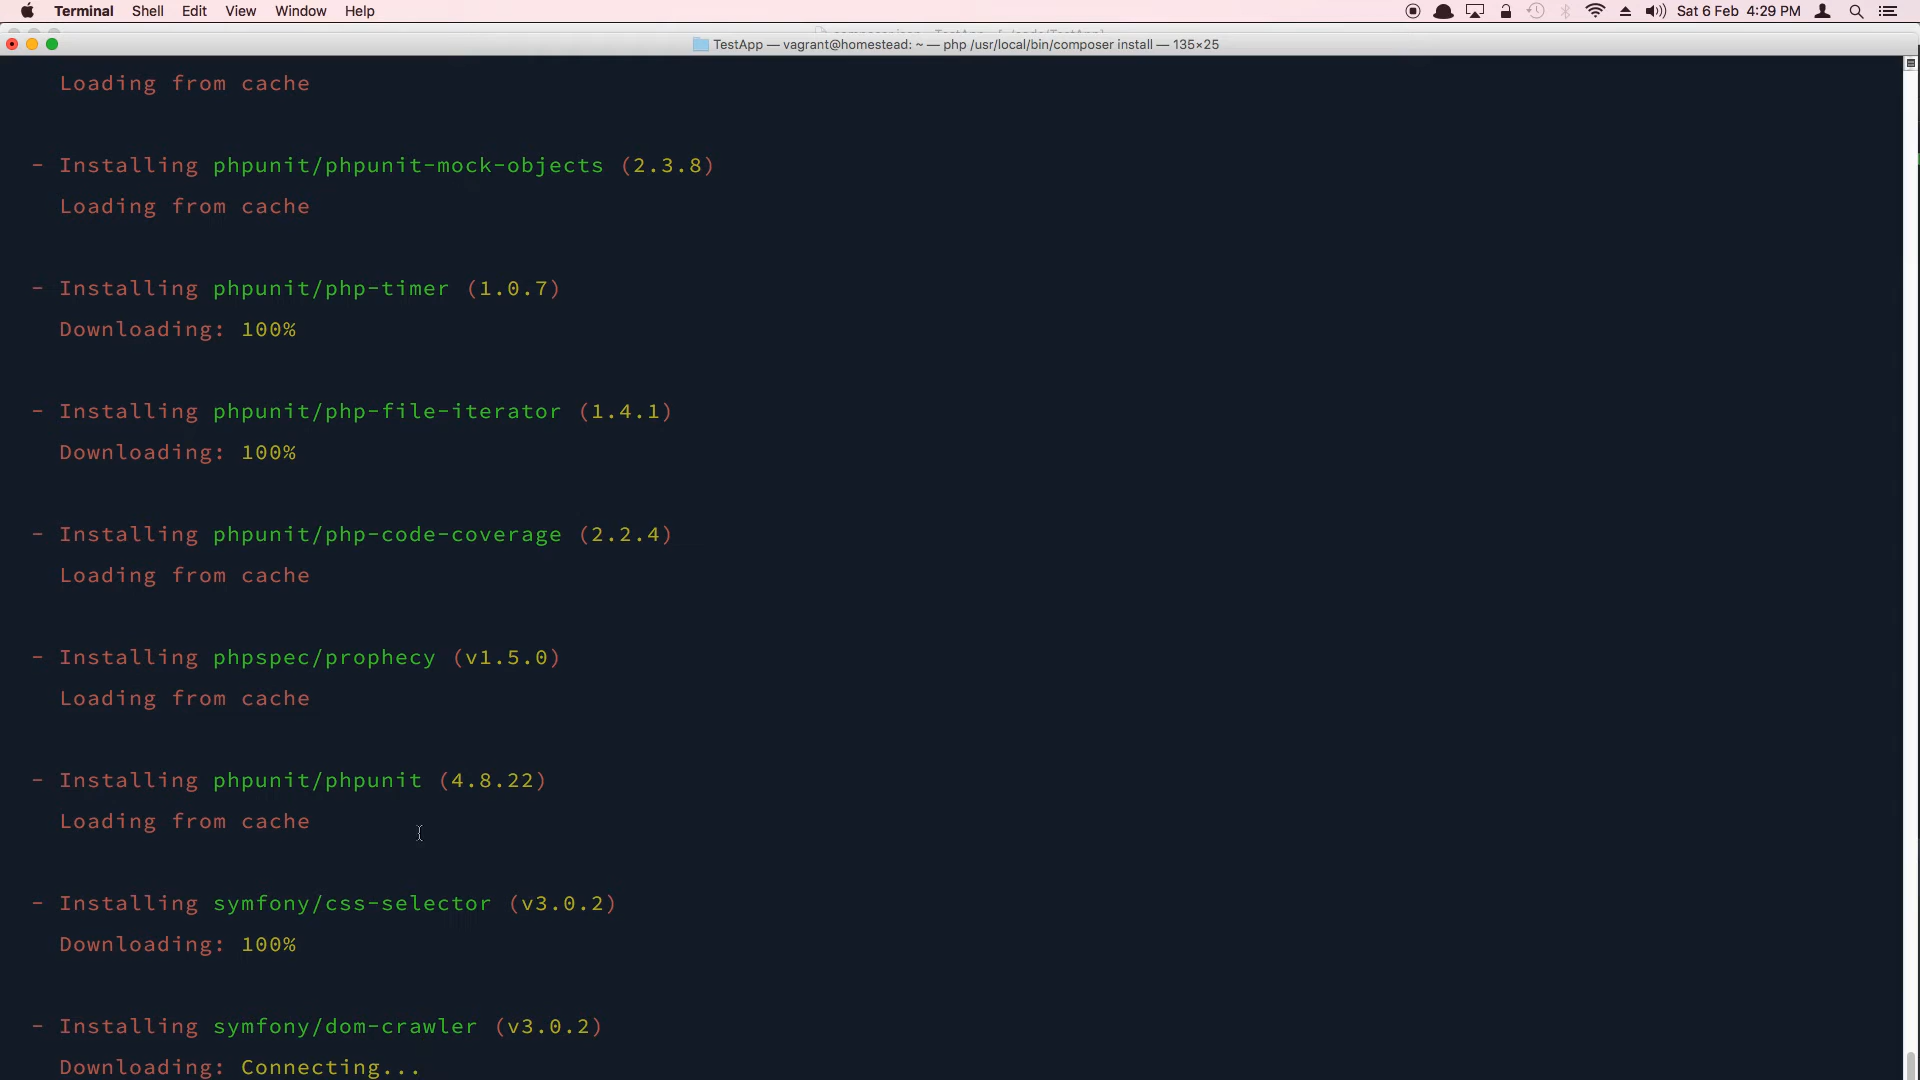 Terminal Shell Edit View Window Help Sat 6 Feb 4:29 PM
TestApp — vagrant@homestead: ~ — php /usr/local/bin/composer install — 135×25
Loading from cache
- Installing phpunit/phpunit-mock-objects (2.3.8)
Loading from cache
- Installing phpunit/php-timer (1.0.7)
Downloading: 100%
- Installing phpunit/php-file-iterator (1.4.1)
Downloading: 100%
- Installing phpunit/php-code-coverage (2.2.4)
Loading from cache
- Installing phpspec/prophecy (v1.5.0)
Loading from cache
- Installing phpunit/phpunit (4.8.22)
Loading from cache
- Installing symfony/css-selector (v3.0.2)
Downloading: 100%
- Installing symfony/dom-crawler (v3.0.2)
Downloading: Connecting...